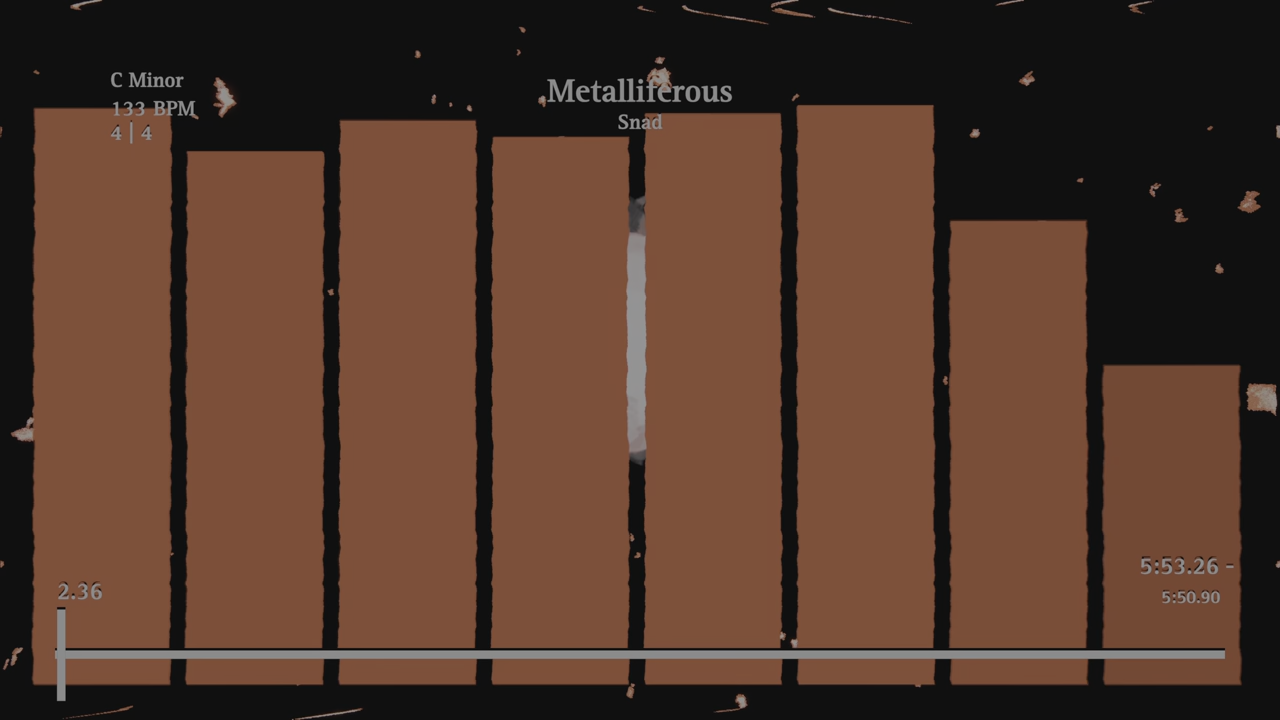 C Minor
133 BPM
4 | 4
Metalliferous
Snad
2.36
5:53.26 -
5:50.90